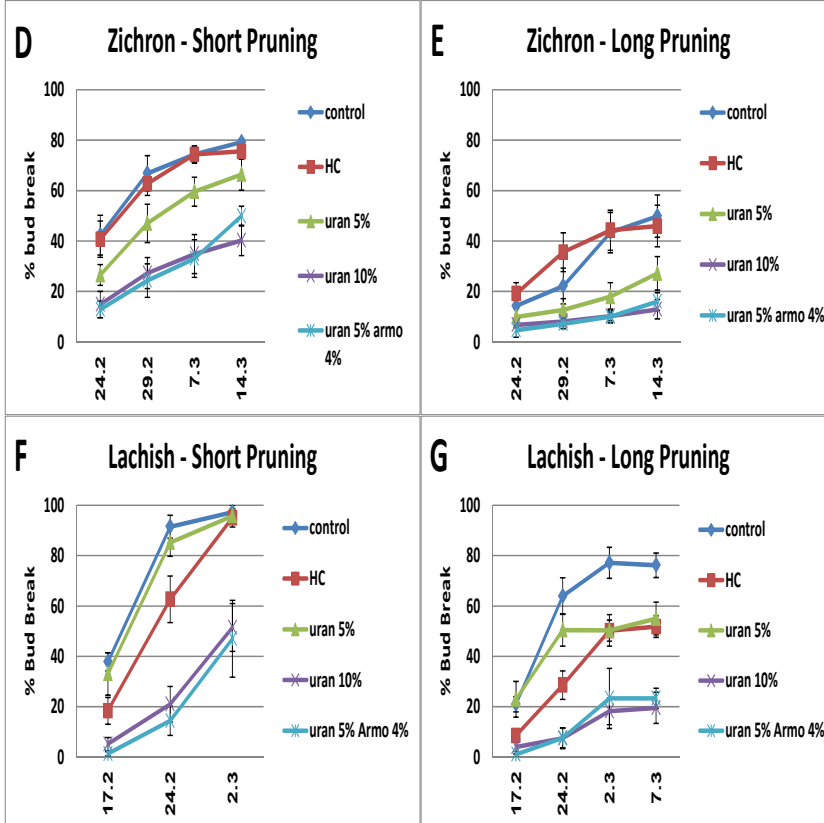 D
Zichron - Short Pruning
% bud break
100
80
60
40
20
0
24.2
29.2
7.3
14.3
control
HC
uran 5%
uran 10%
uran 5% armo
4%
E
Zichron - Long Pruning
% bud break
100
80
60
40
20
0
24.2
29.2
7.3
14.3
control
HC
uran 5%
uran 10%
uran 5% armo 4%
F
Lachish - Short Pruning
% Bud Break
100
80
60
40
20
0
17.2
24.2
2.3
control
HC
uran 5%
uran 10%
uran 5% Armo 4%
G
Lachish - Long Pruning
% Bud Break
100
80
60
40
20
0
17.2
24.2
2.3
7.3
control
HC
uran 5%
uran 10%
uran 5% Armo 4%